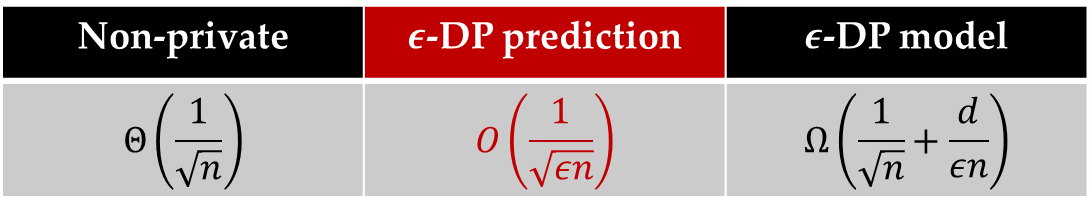 Non-private ϵ-DP prediction ϵ-DP model
Θ(1/√n) O(1/√ϵn) Ω(1/√n + d/ϵn)